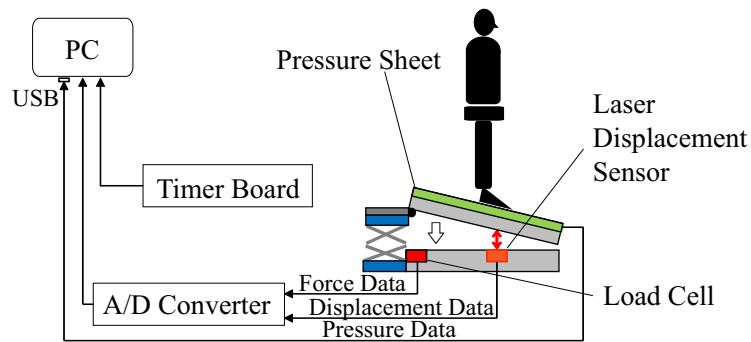 PC
USB
Pressure Sheet
Laser
Displacement
Sensor
Timer Board
Force Data
A/D Converter
Displacement Data
Load Cell
Pressure Data